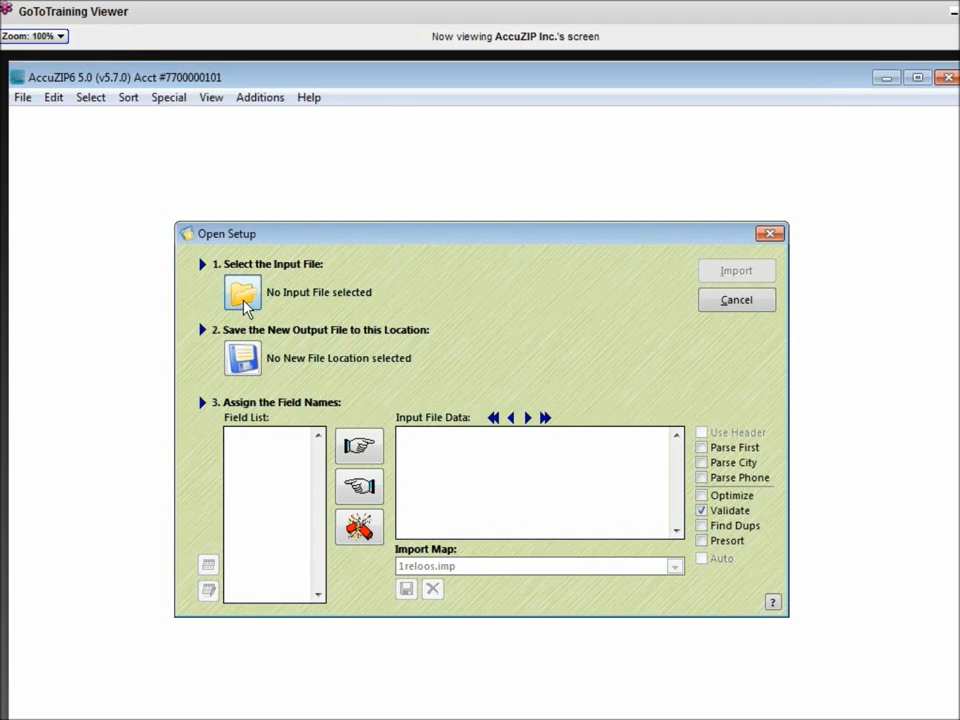 GoToTraining Viewer
Zoom: 100%
Now viewing AccuZIP Inc.'s screen
AccuZIP6 5.0 (v5.7.0) Acct #7700000101
File Edit Select Sort Special View Additions Help
Open Setup
1. Select the Input File:
No Input File selected
Import
Cancel
2. Save the New Output File to this Location:
No New File Location selected
3. Assign the Field Names:
Field List:
Input File Data:
Use Header
Parse First
Parse City
Parse Phone
Optimize
Validate
Find Dups
Presort
Auto
Import Map:
1reloos.imp
?